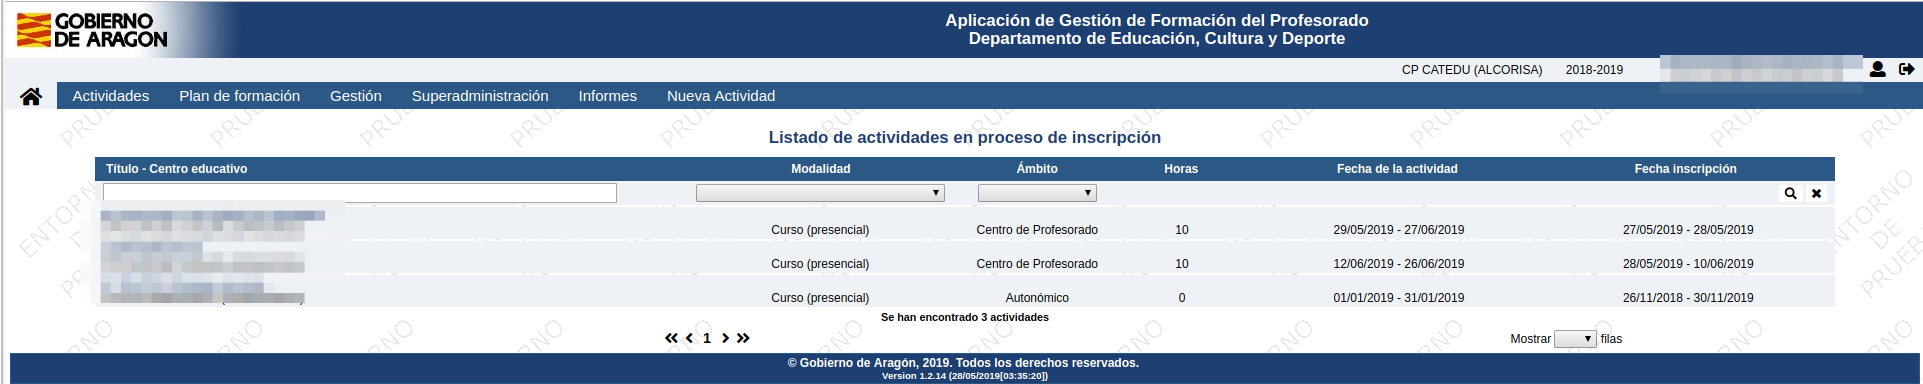 GOBIERNO
DE ARAGON
Aplicación de Gestión de Formación del Profesorado
Departamento de Educación, Cultura y Deporte
CP CATEDU (ALCORISA) 2018-2019
Actividades Plan de formación Gestión Superadministración Informes Nueva Actividad
Listado de actividades en proceso de inscripción
Título - Centro educativo Modalidad Ámbito Horas Fecha de la actividad Fecha inscripción
Curso (presencial) Centro de Profesorado 10 29/05/2019 - 27/06/2019 27/05/2019 - 28/05/2019
Curso (presencial) Centro de Profesorado 10 12/06/2019 - 26/06/2019 28/05/2019 - 10/06/2019
Curso (presencial) Autonómico 0 01/01/2019 - 31/01/2019 26/11/2018 - 30/11/2019
Se han encontrado 3 actividades
1
Mostrar filas
© Gobierno de Aragón, 2019. Todos los derechos reservados.
Version 1.2.14 (28/05/2019[03:35:20])
ENTORNO
DE
PRUEB